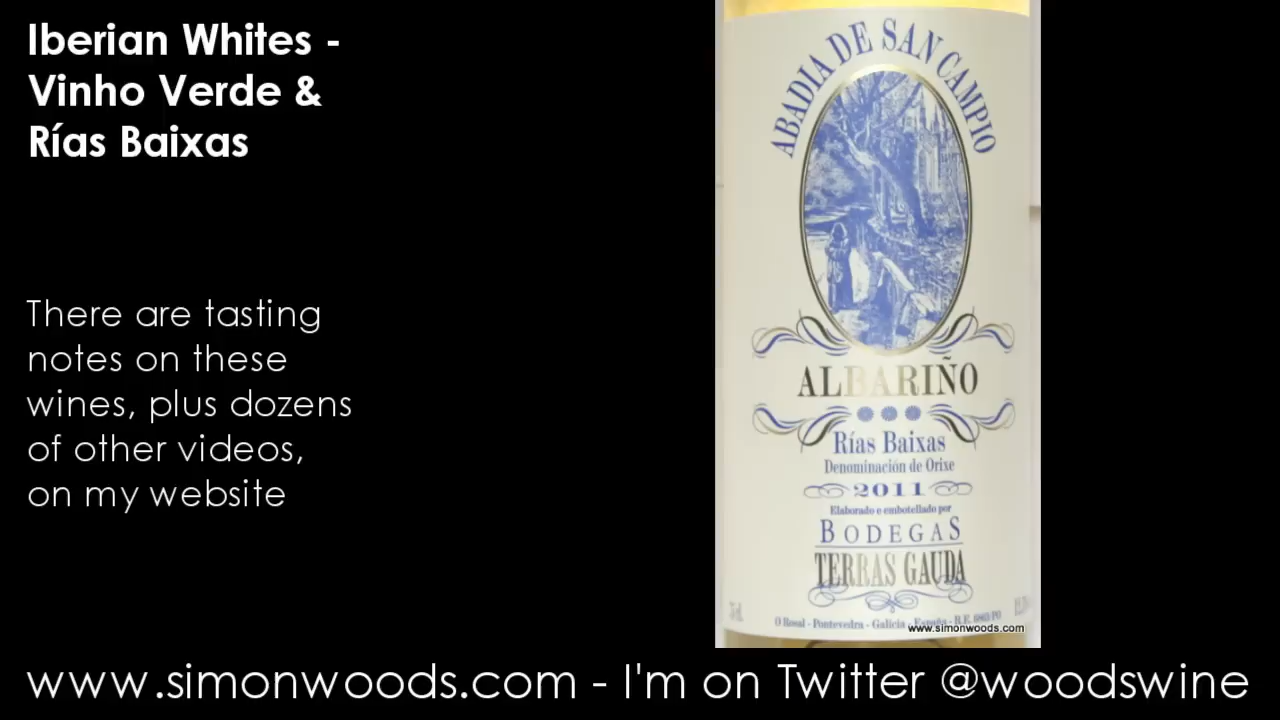 Iberian Whites -
Vinho Verde &
Rías Baixas
There are tasting
notes on these
wines, plus dozens
of other videos,
on my website
ABADIA DE SAN CAMPIO
ALBARIÑO
Rías Baixas
Denominación de Orixe
2011
Elaborado e embotellado por
BODEGAS
TERRAS GAUDA
O Rosal - Pontevedra - Galicia - España - R.E.
www.simonwoods.com
www.simonwoods.com - I'm on Twitter @woodswine